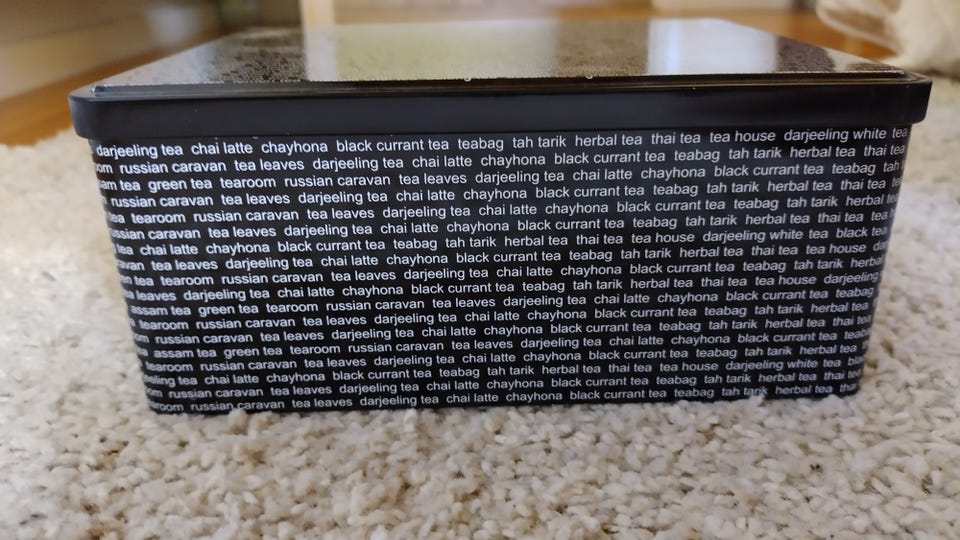 darjeeling tea chai latte chayhona black currant tea teabag tah tarik herbal tea thai tea tea house darjeeling white tea
russian caravan tea leaves darjeeling tea chai latte chayhona black currant tea teabag tah tarik herbal tea thai tea
tea green tea tearoom russian caravan tea leaves darjeeling tea chai latte chayhona black currant tea teabag tah
russian caravan tea leaves darjeeling tea chai latte chayhona black currant tea teabag tah tarik herbal tea thai tea
tea tearoom russian caravan tea leaves darjeeling tea chai latte chayhona black currant tea teabag tah tarik herbal
caravan tea leaves darjeeling tea chai latte chayhona black currant tea teabag tah tarik herbal tea thai tea tea
tea chai latte chayhona black currant tea teabag tah tarik herbal tea thai tea tea house darjeeling white tea black tea
tea leaves darjeeling tea chai latte chayhona black currant tea teabag tah tarik herbal tea thai tea tea house
tea tearoom russian caravan tea leaves darjeeling tea chai latte chayhona black currant tea teabag tah tarik herbal
leaves darjeeling tea chai latte chayhona black currant tea teabag tah tarik herbal tea thai tea tea house darjeeling
assam tea green tea tearoom russian caravan tea leaves darjeeling tea chai latte chayhona black currant tea teabag
tearoom russian caravan tea leaves darjeeling tea chai latte chayhona black currant tea teabag tah tarik herbal tea
russian caravan tea leaves darjeeling tea chai latte chayhona black currant tea teabag tah tarik herbal tea thai
assam tea green tea tearoom russian caravan tea leaves darjeeling tea chai latte chayhona black currant tea teabag
tearoom russian caravan tea leaves darjeeling tea chai latte chayhona black currant tea teabag tah tarik herbal tea
tea chai latte chayhona black currant tea teabag tah tarik herbal tea thai tea tea house darjeeling white tea
russian caravan tea leaves darjeeling tea chai latte chayhona black currant tea teabag tah tarik herbal tea thai tea
russian caravan tea leaves darjeeling tea chai latte chayhona black currant tea teabag tah tarik herbal tea